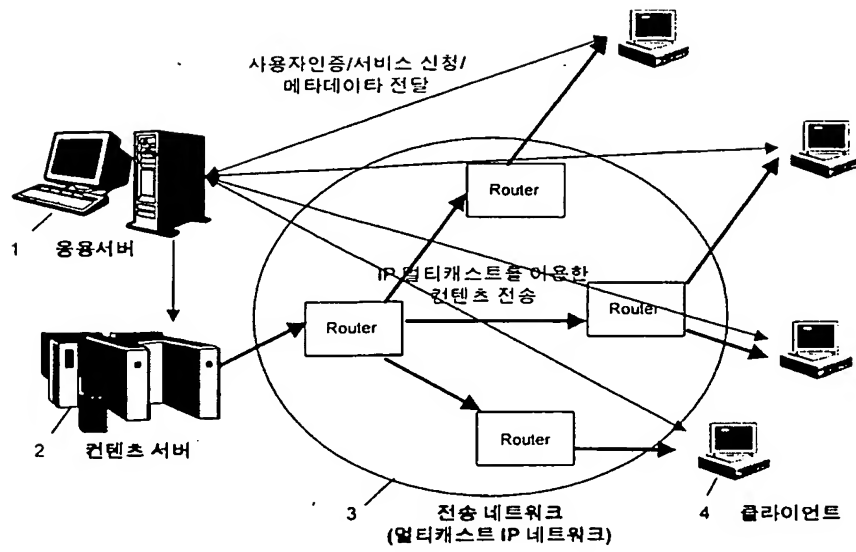 사용자인증/서비스 신청/
메타데이타 전달
Router
1 응용서버
IP 멀티캐스트를 이용한
컨텐츠 전송
Router
Router
2 컨텐츠 서버
Router
3 전송 네트워크
(멀티캐스트 IP 네트워크)
4 클라이언트